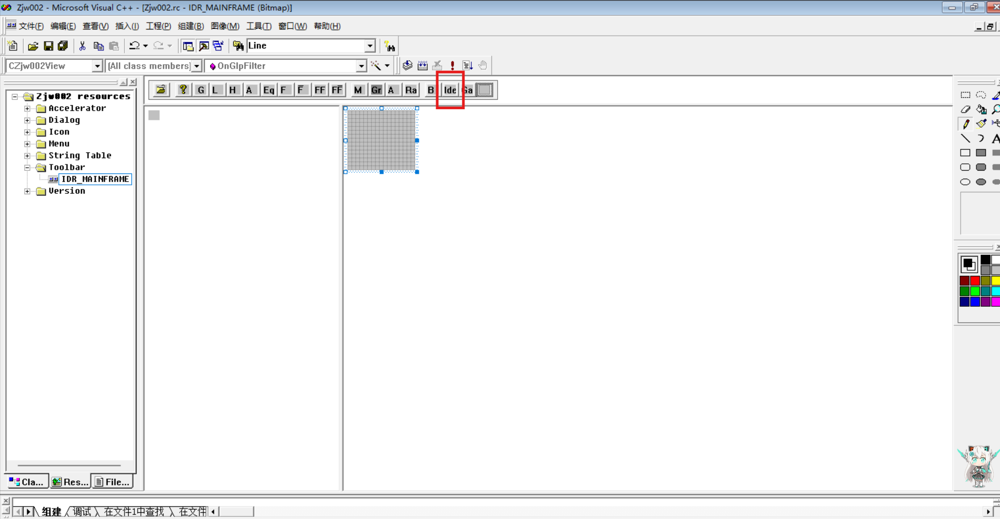 Zjw002 - Microsoft Visual C++ - [Zjw002.rc - IDR_MAINFRAME (Bitmap)]
文件(F) 编辑(E) 查看(V) 插入(I) 工程(P) 组建(B) 图像(M) 工具(T) 窗口(W) 帮助(H)
Line
CZjw002View [All class members] OnGlpFilter
G L H A Eq F F̅ FF FF̅ M Gr A Ra B Ide Ga
Zjw002 resources
Accelerator
Dialog
Icon
Menu
String Table
Toolbar
IDR_MAINFRAME
Version
Cla... Res... File...
组建 调试 在文件1中查找 在文件